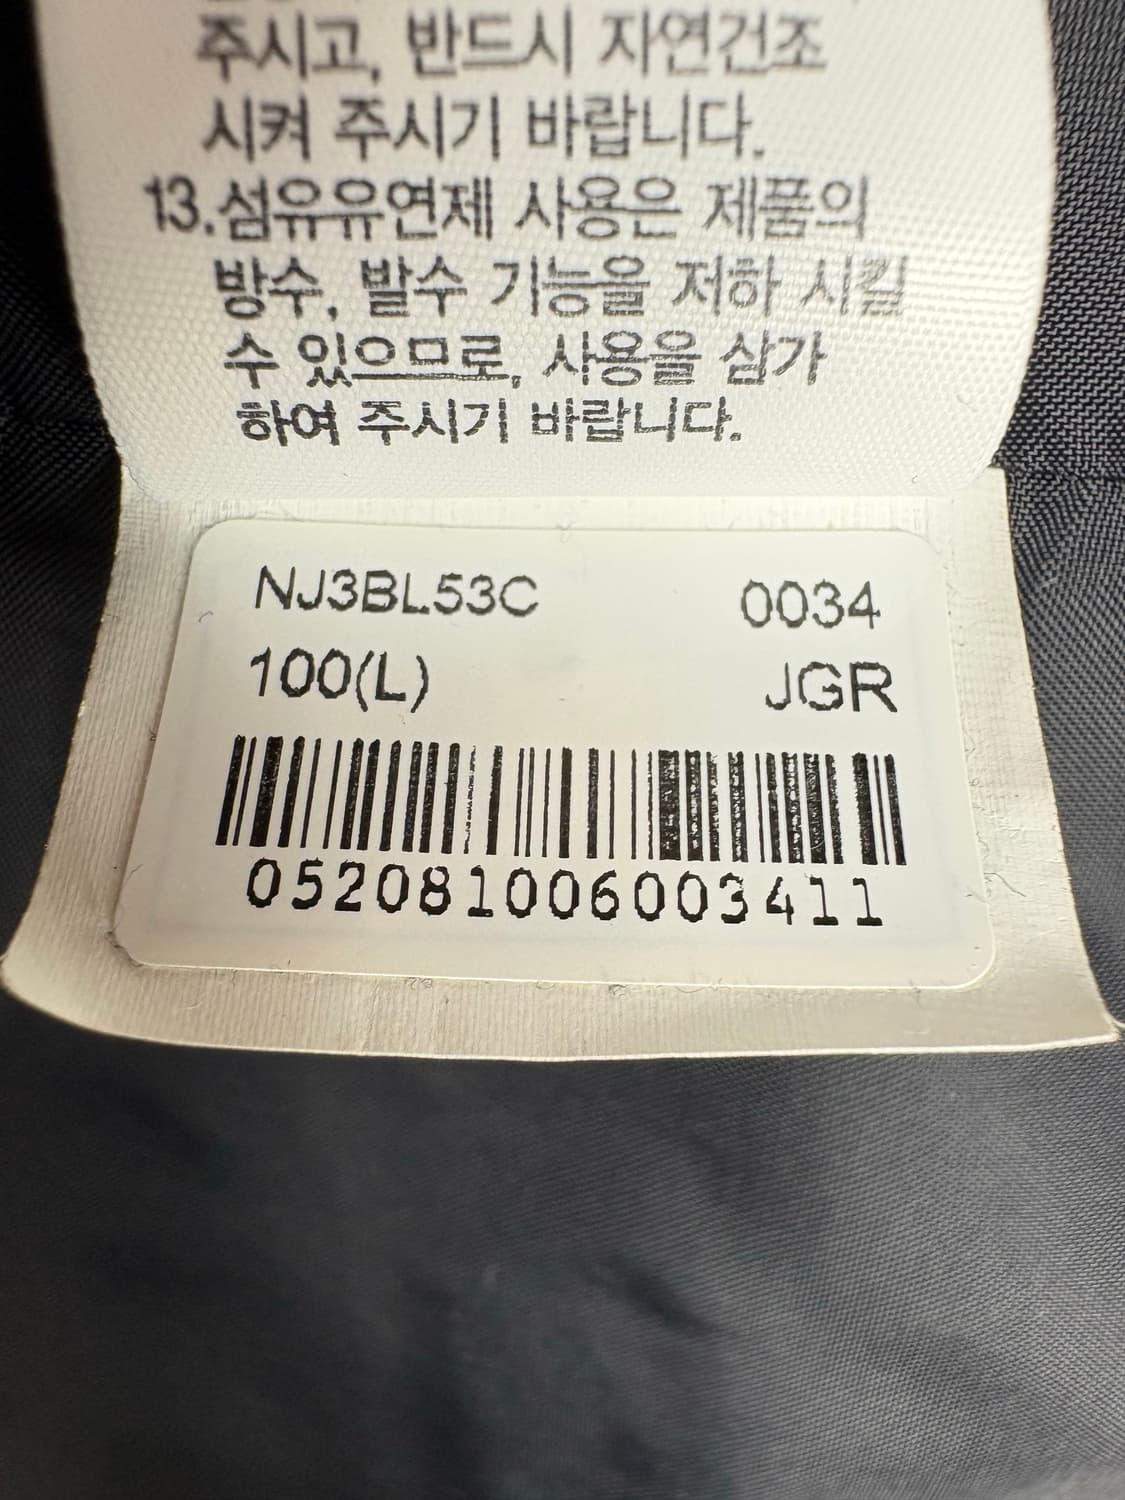 주시고, 반드시 자연건조
시켜 주시기 바랍니다.
13.섬유유연제 사용은 제품의
방수, 발수 기능을 저하 시킬
수 있으므로, 사용을 삼가
하여 주시기 바랍니다.
NJ3BL53C 0034
100(L) JGR
0520810060034​11